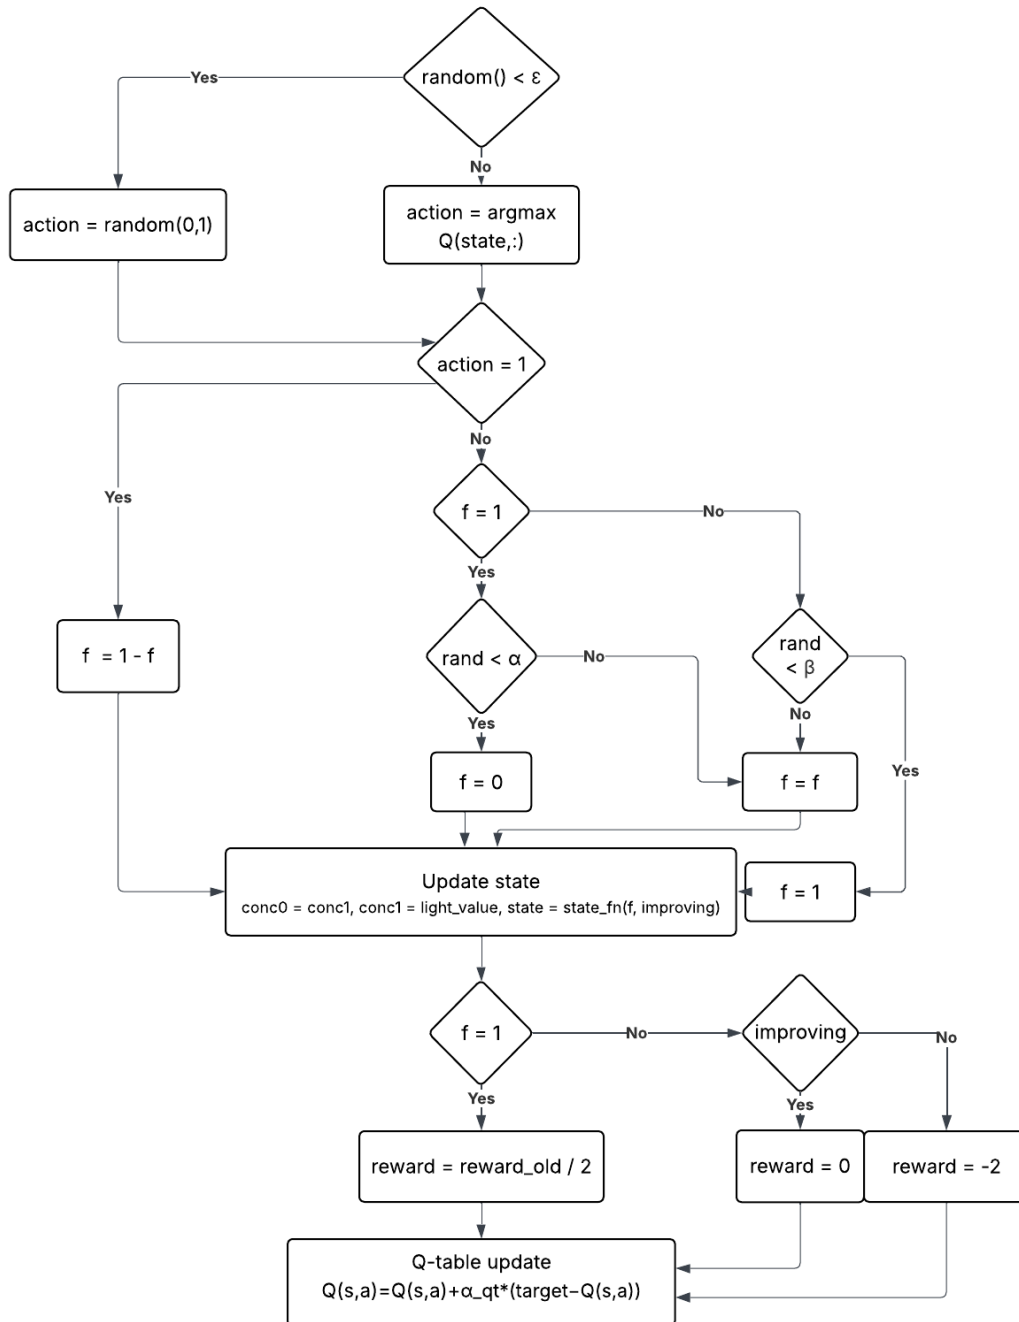 random() < ε
Yes
No
action = random(0,1)
action = argmax
Q(state,:)
action = 1
No
Yes
f = 1
No
Yes
rand < α
No
rand
< β
Yes
No
f = 1 - f
f = 0
f = f
Yes
Update state
conc0 = conc1, conc1 = light_value, state = state_fn(f, improving)
f = 1
f = 1
No
improving
No
Yes
Yes
reward = reward_old / 2
reward = 0
reward = -2
Q-table update
Q(s,a)=Q(s,a)+α_qt*(target−Q(s,a))